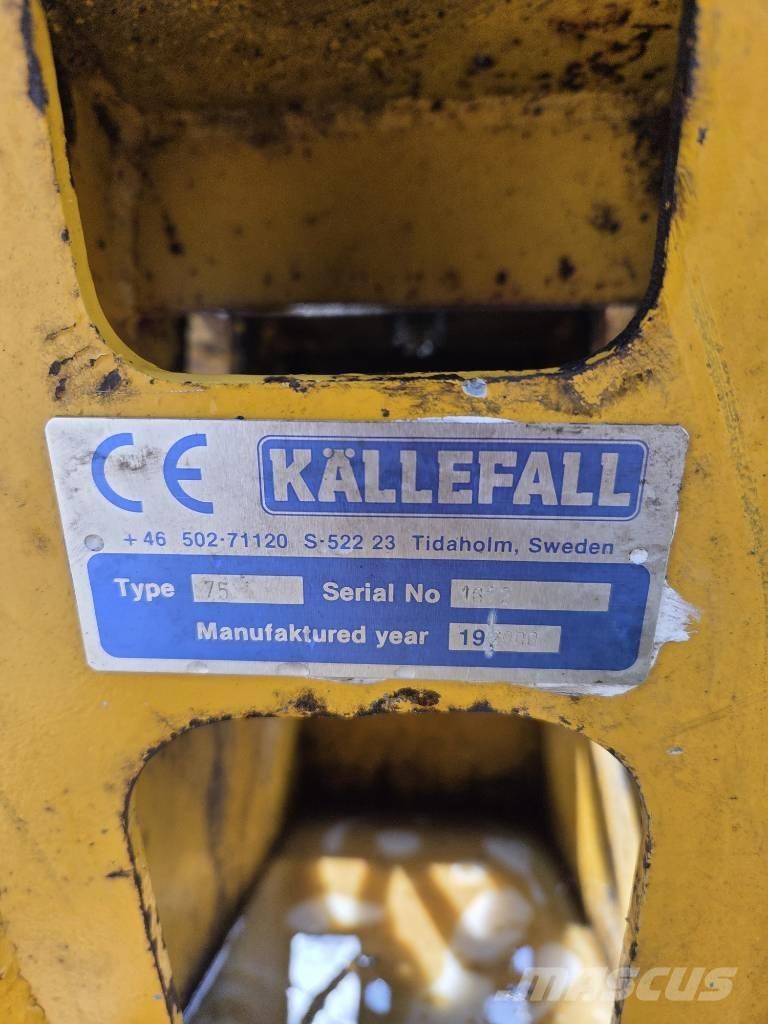 CE KÄLLEFALL
+46 502-71120 S-522 23 Tidaholm, Sweden
Type 75 Serial No
Manufaktured year 19
MASCUS